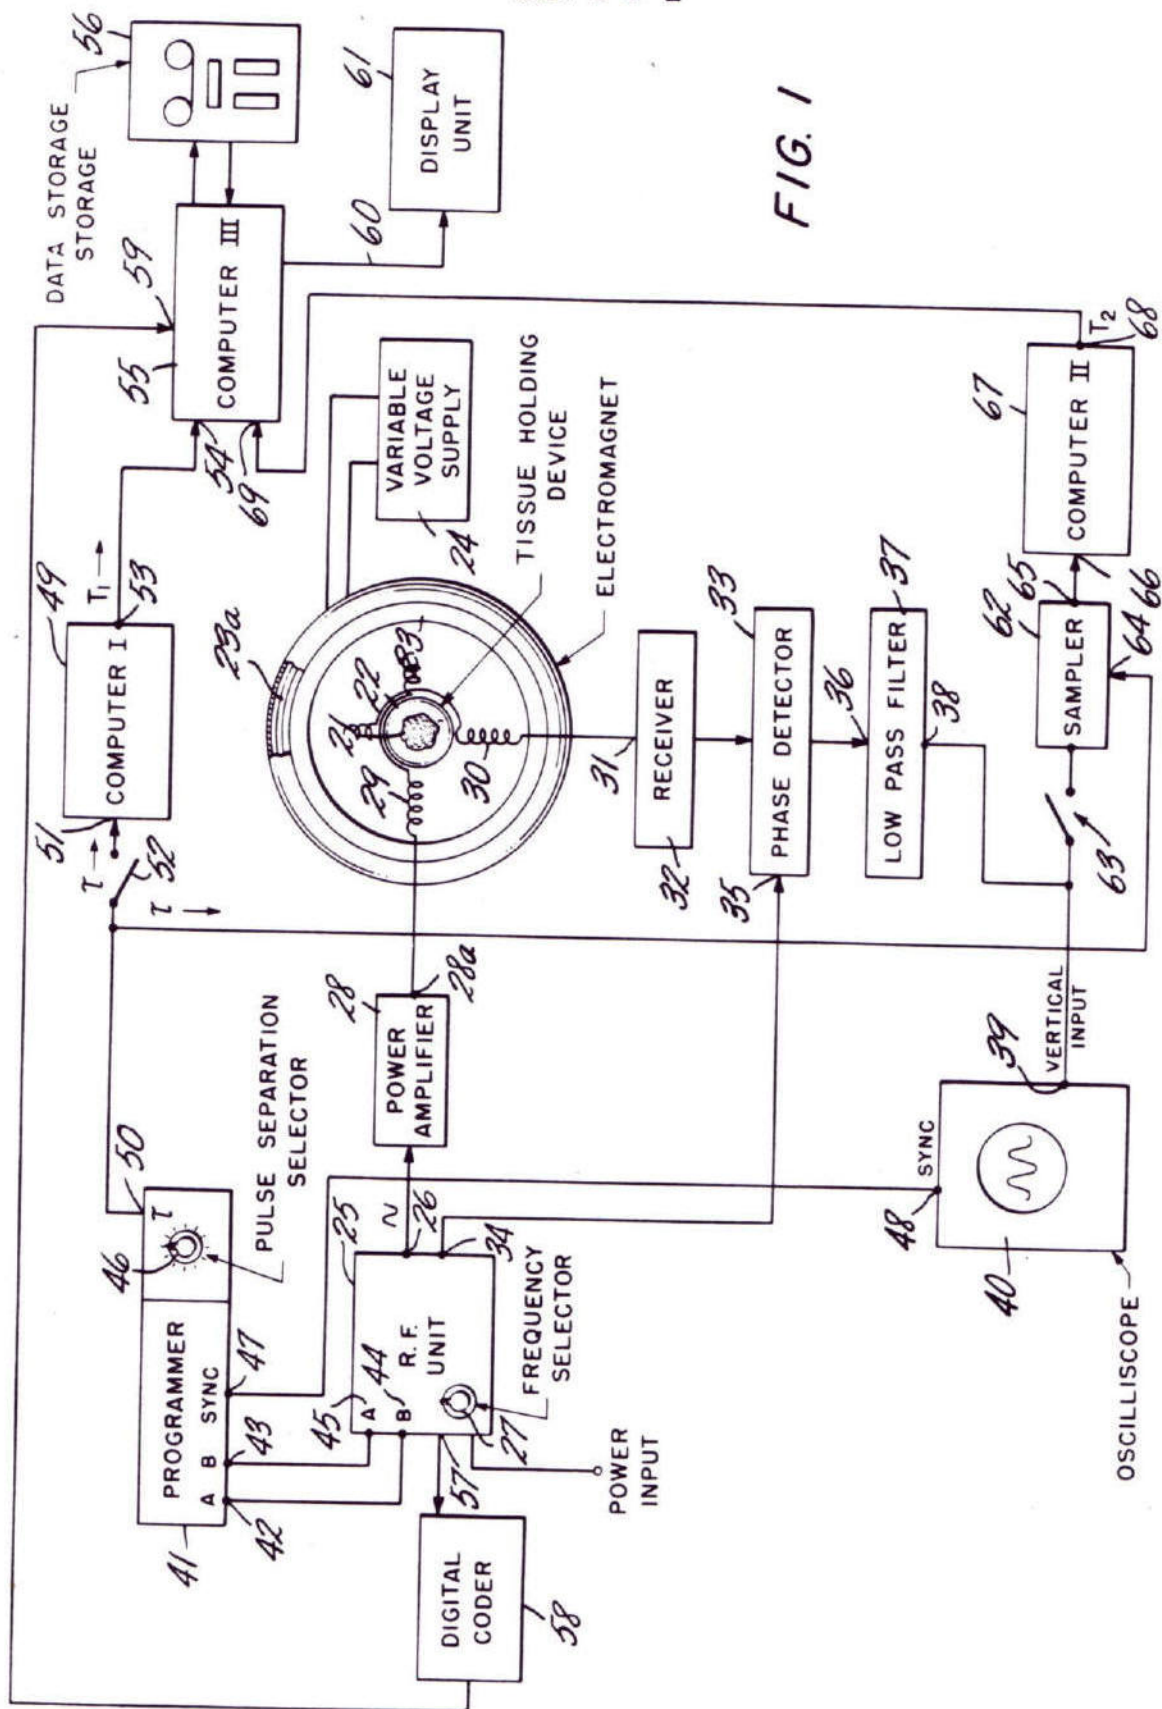 56
DATA STORAGE
STORAGE
61
DISPLAY
UNIT
FIG. 1
59
COMPUTER III
55
60
54
69
49
T1 →
53
COMPUTER I
51
τ →
52
τ →
VARIABLE
VOLTAGE
SUPPLY
24
TISSUE HOLDING
DEVICE
ELECTROMAGNET
23a
23
22
21
29
30
31
RECEIVER
32
33
PHASE DETECTOR
35
36
37
LOW PASS FILTER
38
T2
68
COMPUTER II
67
62
65
66
64
SAMPLER
63
28
POWER
AMPLIFIER
28a
50
τ
46
PULSE SEPARATION
SELECTOR
PROGRAMMER
A B SYNC
41
42
43
47
25
26
34
R.F.
UNIT
45
A
B
44
FREQUENCY
SELECTOR
27
57
POWER
INPUT
DIGITAL
CODER
58
VERTICAL
INPUT
39
SYNC
48
40
OSCILLISCOPE